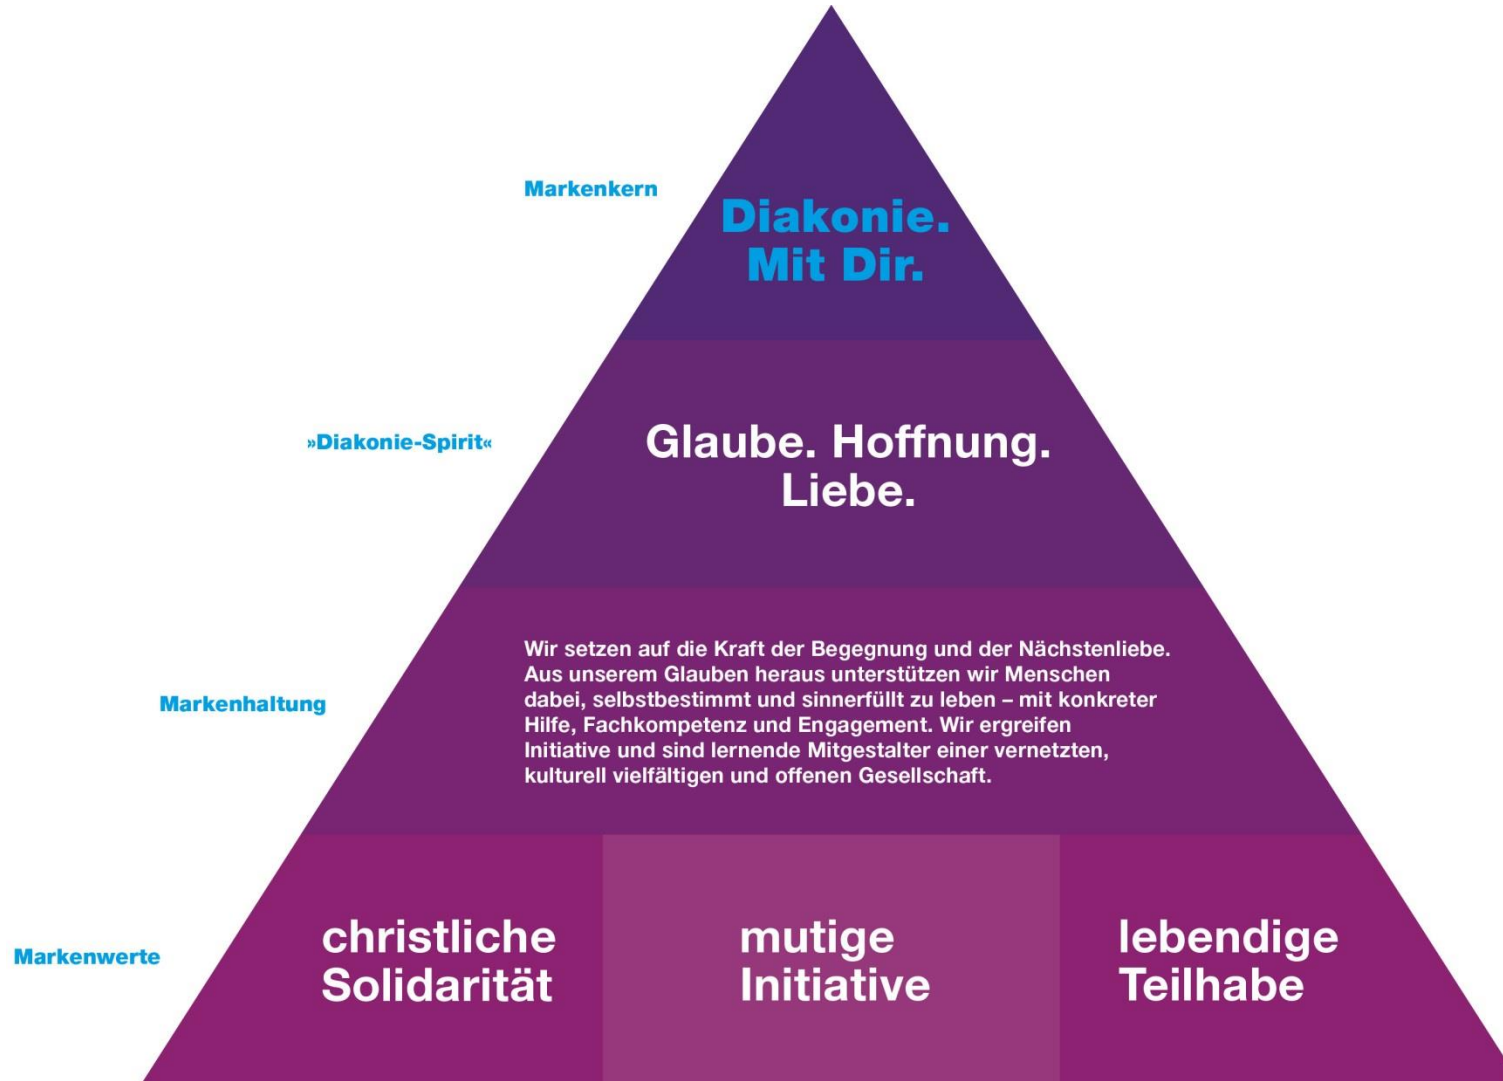 Markenkern
Diakonie.
Mit Dir.
»Diakonie-Spirit«
Glaube. Hoffnung.
Liebe.
Markenhaltung
Wir setzen auf die Kraft der Begegnung und der Nächstenliebe.
Aus unserem Glauben heraus unterstützen wir Menschen
dabei, selbstbestimmt und sinnerfüllt zu leben – mit konkreter
Hilfe, Fachkompetenz und Engagement. Wir ergreifen
Initiative und sind lernende Mitgestalter einer vernetzten,
kulturell vielfältigen und offenen Gesellschaft.
Markenwerte
christliche
Solidarität
mutige
Initiative
lebendige
Teilhabe